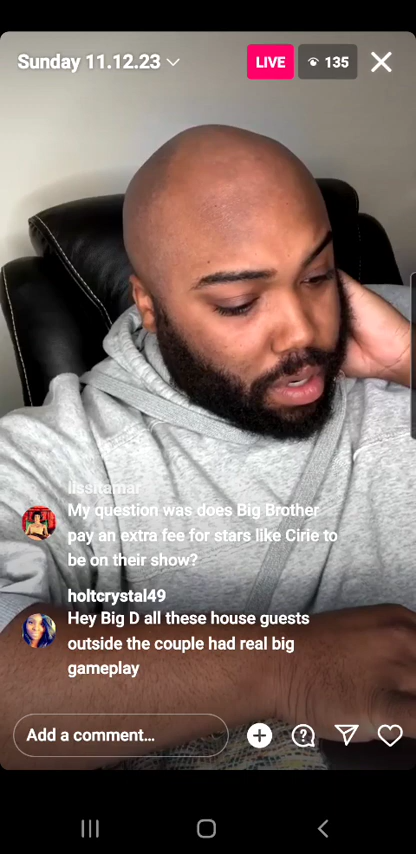 Sunday 11.12.23
LIVE
135
lissitamar
My question was does Big Brother
pay an extra fee for stars like Cirie to
be on their show?
holtcrystal49
Hey Big D all these house guests
outside the couple had real big
gameplay
Add a comment...